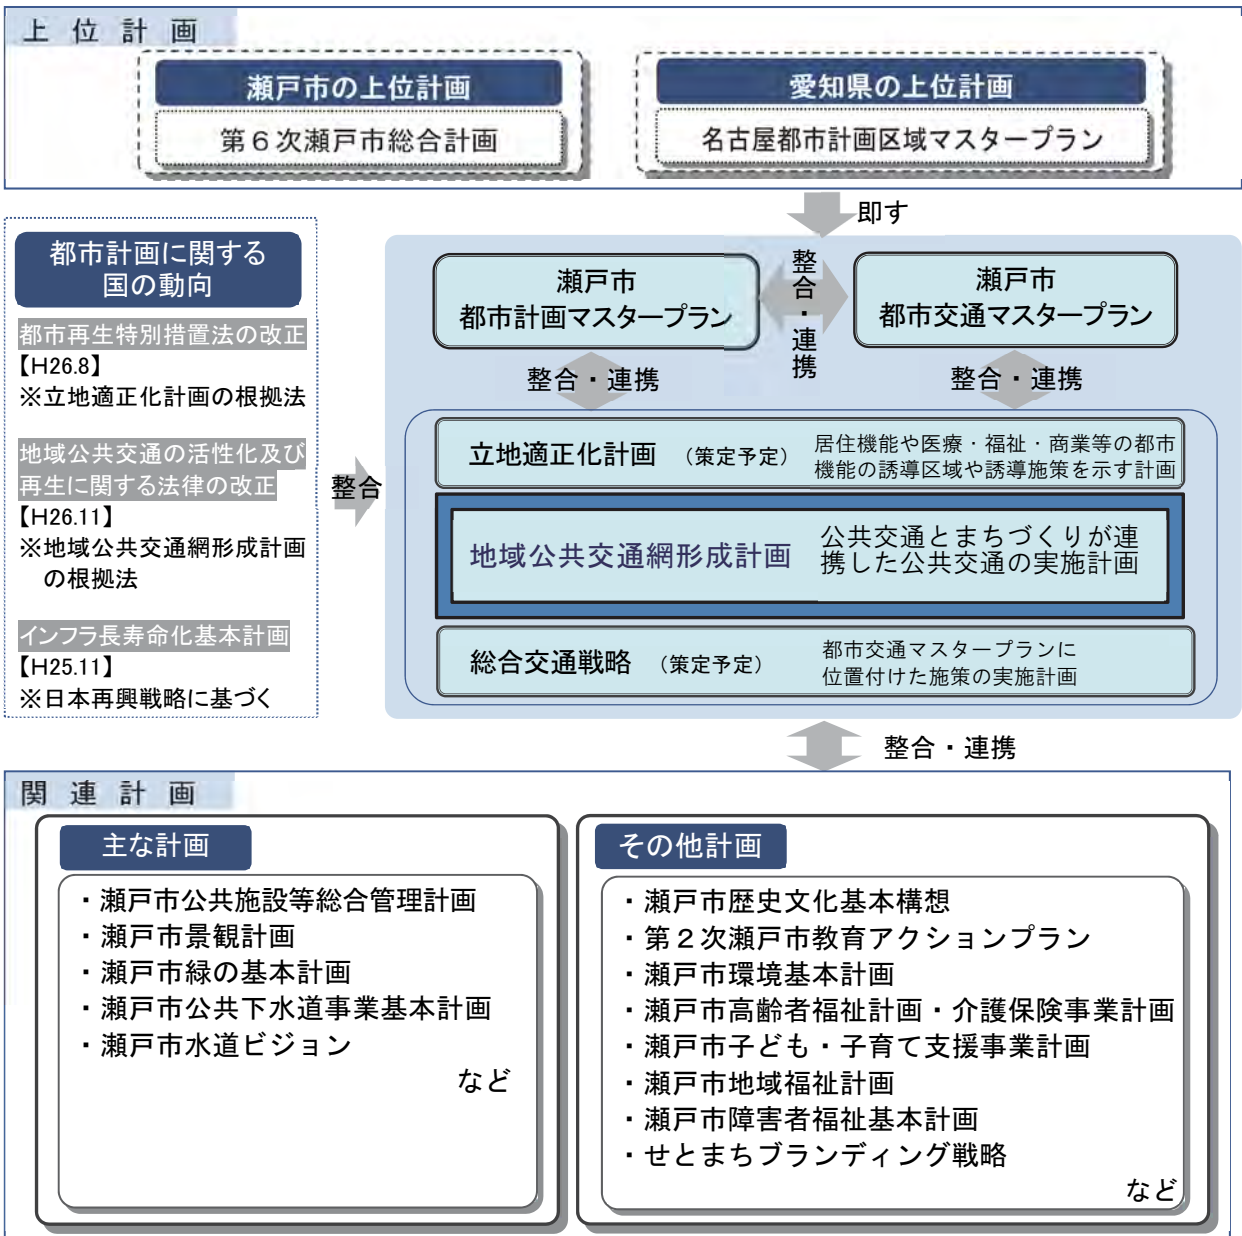 上位計画
瀬戸市の上位計画
第６次瀬戸市総合計画
愛知県の上位計画
名古屋都市計画区域マスタープラン
即す
都市計画に関する
国の動向
都市再生特別措置法の改正
【H26.8】
※立地適正化計画の根拠法
地域公共交通の活性化及び
再生に関する法律の改正
【H26.11】
※地域公共交通網形成計画
の根拠法
インフラ長寿命化基本計画
【H25.11】
※日本再興戦略に基づく
整合
瀬戸市
都市計画マスタープラン
整合・連携
瀬戸市
都市交通マスタープラン
整合・連携
整合・連携
立地適正化計画 （策定予定）
居住機能や医療・福祉・商業等の都市
機能の誘導区域や誘導施策を示す計画
地域公共交通網形成計画
公共交通とまちづくりが連
携した公共交通の実施計画
総合交通戦略 （策定予定）
都市交通マスタープランに
位置付けた施策の実施計画
整合・連携
関連計画
主な計画
・瀬戸市公共施設等総合管理計画
・瀬戸市景観計画
・瀬戸市緑の基本計画
・瀬戸市公共下水道事業基本計画
・瀬戸市水道ビジョン
など
その他計画
・瀬戸市歴史文化基本構想
・第２次瀬戸市教育アクションプラン
・瀬戸市環境基本計画
・瀬戸市高齢者福祉計画・介護保険事業計画
・瀬戸市子ども・子育て支援事業計画
・瀬戸市地域福祉計画
・瀬戸市障害者福祉基本計画
・せとまちブランディング戦略
など